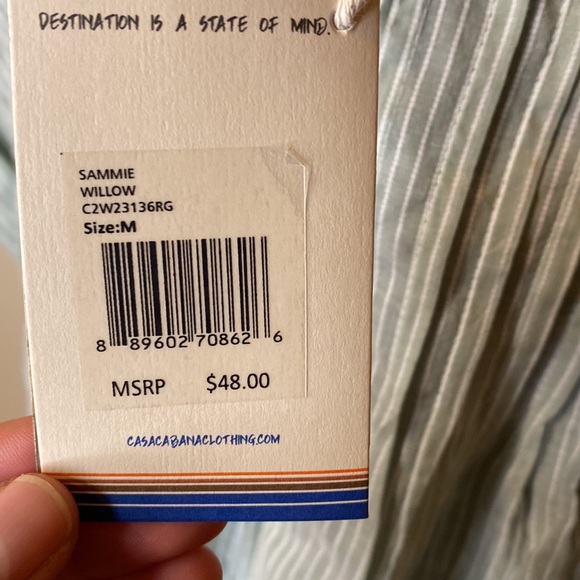 DESTINATION IS A STATE OF MIND.
SAMMIE
WILLOW
C2W23136RG
Size:M
8 89602 70862 6
MSRP $48.00
CASACABANACLOTHING.COM